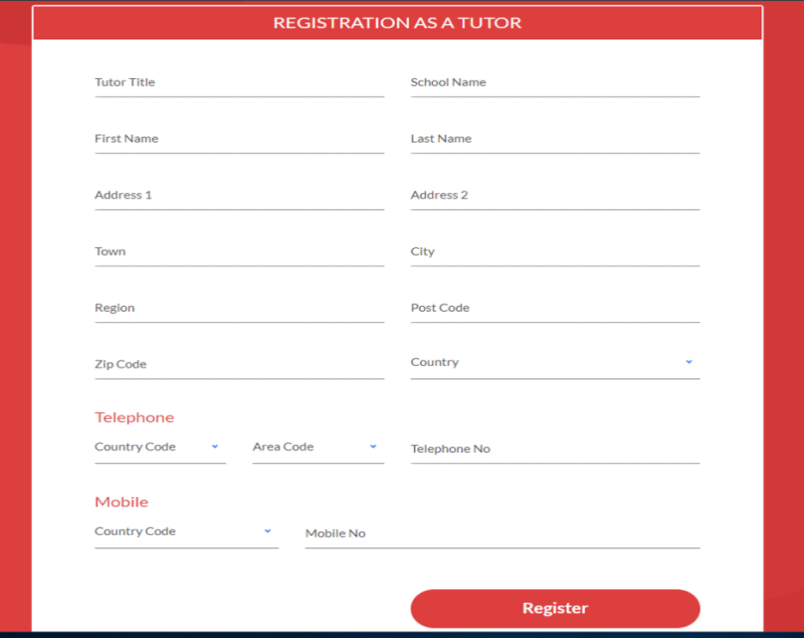 REGISTRATION AS A TUTOR
Tutor Title School Name
First Name Last Name
Address 1 Address 2
Town City
Region Post Code
Zip Code Country
Telephone
Country Code Area Code Telephone No
Mobile
Country Code Mobile No
Register